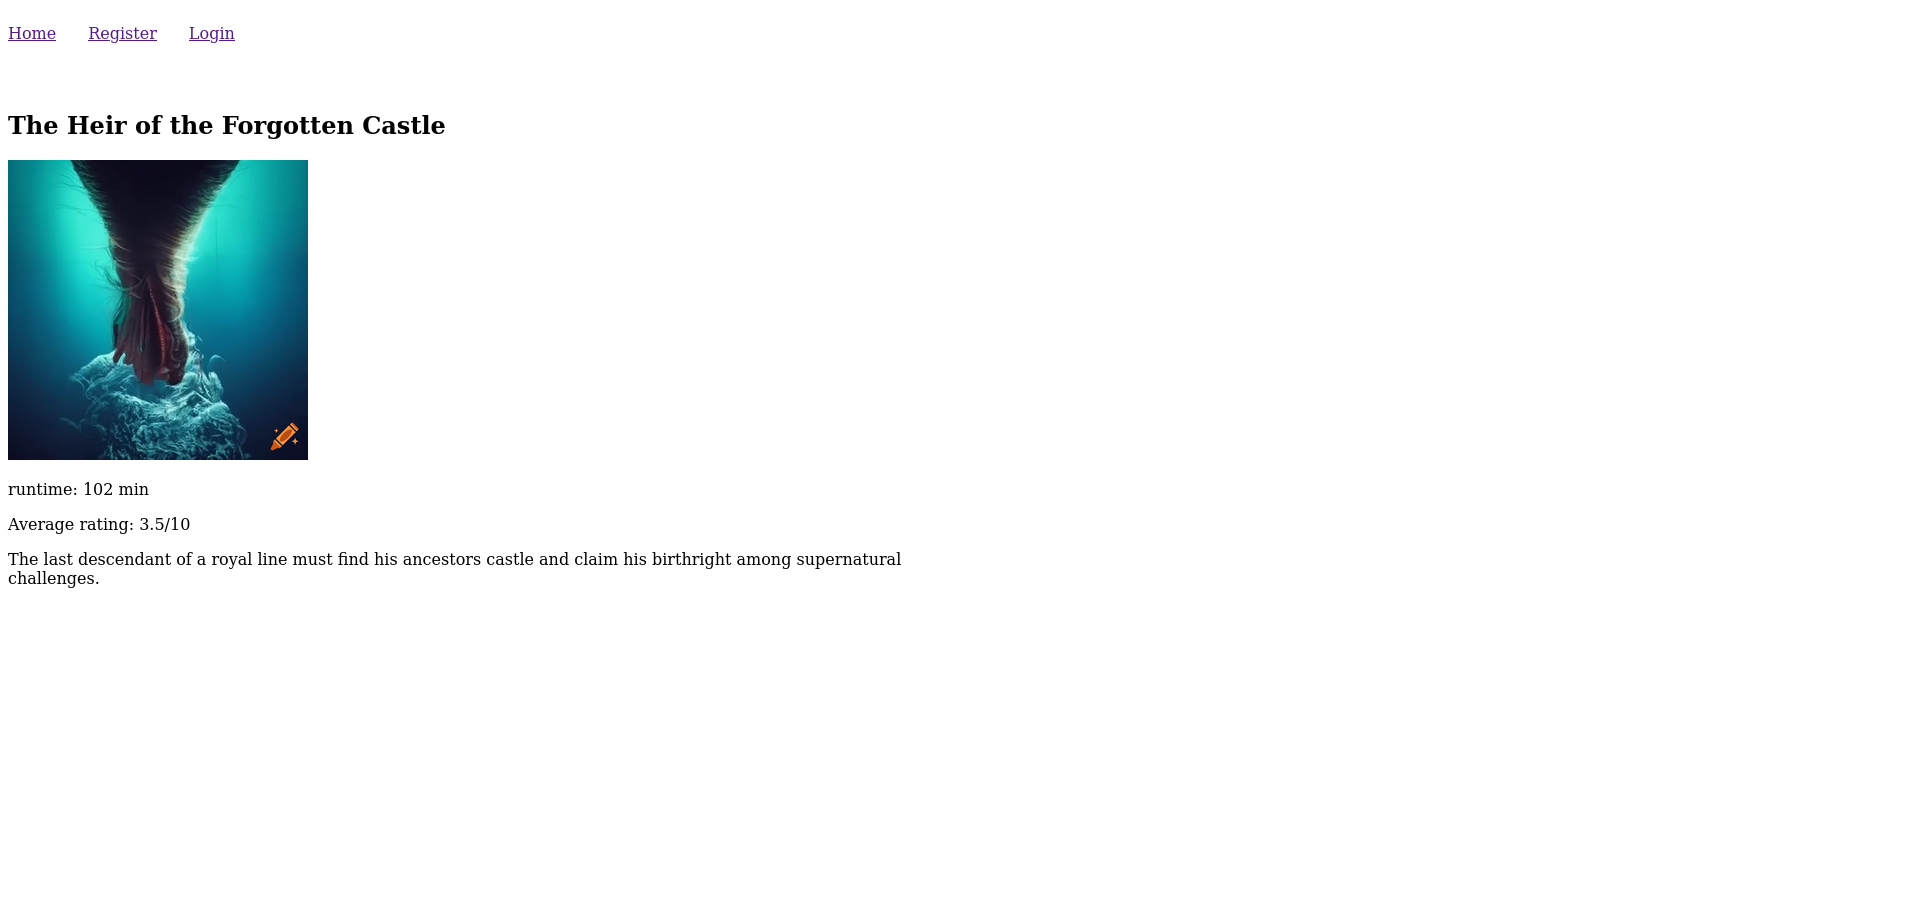 Home Register Login
The Heir of the Forgotten Castle
runtime: 102 min
Average rating: 3.5/10
The last descendant of a royal line must find his ancestors castle and claim his birthright among supernatural
challenges.